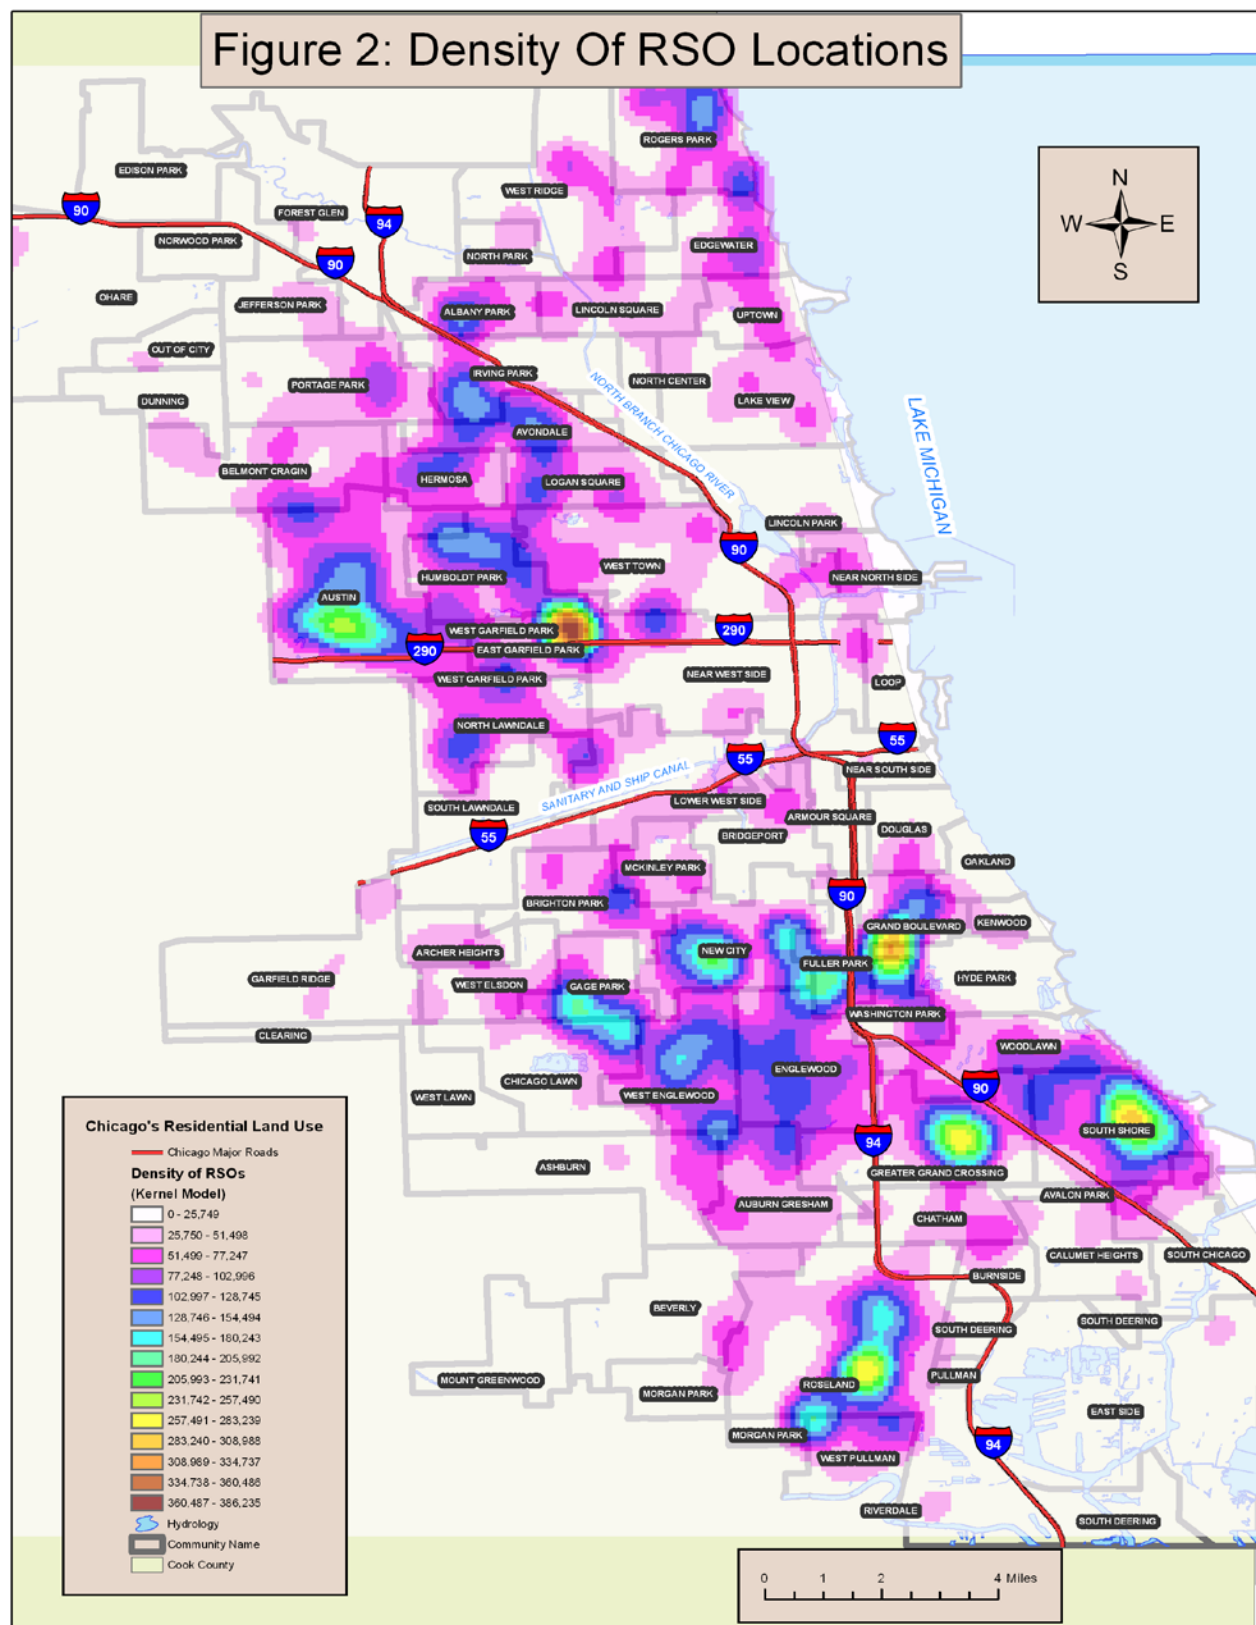 Figure 2: Density Of RSO Locations
ROGERS PARK
EDISON PARK
WEST RIDGE
90
FOREST GLEN
94
NORWOOD PARK
EDGEWATER
NORTH PARK
90
OHARE
JEFFERSON PARK
ALBANY PARK
LINCOLN SQUARE
UPTOWN
OUT OF CITY
IRVING PARK
PORTAGE PARK
NORTH CENTER
DUNNING
LAKE VIEW
NORTH BRANCH CHICAGO RIVER
LAKE MICHIGAN
AVONDALE
BELMONT CRAGIN
HERMOSA
LOGAN SQUARE
LINCOLN PARK
90
WEST TOWN
HUMBOLDT PARK
NEAR NORTH SIDE
AUSTIN
WEST GARFIELD PARK
290
290
EAST GARFIELD PARK
WEST GARFIELD PARK
NEAR WEST SIDE
LOOP
NORTH LAWNDALE
55
55
SANITARY AND SHIP CANAL
NEAR SOUTH SIDE
SOUTH LAWNDALE
LOWER WEST SIDE
ARMOUR SQUARE
55
BRIDGEPORT
DOUGLAS
OAKLAND
MCKINLEY PARK
90
BRIGHTON PARK
GRAND BOULEVARD
KENWOOD
ARCHER HEIGHTS
NEW CITY
FULLER PARK
GARFIELD RIDGE
WEST ELSDON
GAGE PARK
HYDE PARK
WASHINGTON PARK
CLEARING
WOODLAWN
ENGLEWOOD
CHICAGO LAWN
90
WEST LAWN
WEST ENGLEWOOD
SOUTH SHORE
94
ASHBURN
GREATER GRAND CROSSING
AVALON PARK
AUBURN GRESHAM
CHATHAM
CALUMET HEIGHTS
SOUTH CHICAGO
BURNSIDE
BEVERLY
SOUTH DEERING
SOUTH DEERING
MOUNT GREENWOOD
ROSELAND
PULLMAN
MORGAN PARK
EAST SIDE
MORGAN PARK
94
WEST PULLMAN
RIVERDALE
SOUTH DEERING
N
W E
S
Chicago's Residential Land Use
Chicago Major Roads
Density of RSOs
(Kernel Model)
0 - 25,749
25,750 - 51,498
51,499 - 77,247
77,248 - 102,996
102,997 - 128,745
128,746 - 154,494
154,495 - 180,243
180,244 - 205,992
205,993 - 231,741
231,742 - 257,490
257,491 - 283,239
283,240 - 308,988
308,989 - 334,737
334,738 - 360,486
360,487 - 386,235
Hydrology
Community Name
Cook County
0 1 2 4 Miles